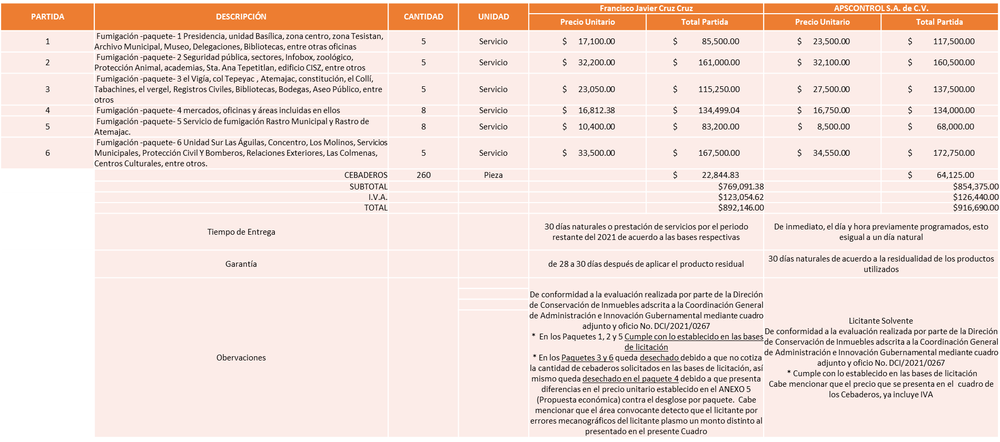 PARTIDA DESCRIPCIÓN CANTIDAD UNIDAD Francisco Javier Cruz Cruz APSCONTROL S.A. de C.V.
Precio Unitario Total Partida Precio Unitario Total Partida
1 Fumigación -paquete- 1 Presidencia, unidad Basílica, zona centro, zona Tesistan,
Archivo Municipal, Museo, Delegaciones, Bibliotecas, entre otras oficinas 5 Servicio $ 17,100.00 $ 85,500.00 $ 23,500.00 $ 117,500.00
2 Fumigación -paquete- 2 Seguridad pública, sectores, Infobox, zoológico,
Protección Animal, academias, Sta. Ana Tepetitlan, edificio CISZ, entre otros 5 Servicio $ 32,200.00 $ 161,000.00 $ 32,100.00 $ 160,500.00
3 Fumigación -paquete- 3 el Vigía, col Tepeyac , Atemajac, constitución, el Collí,
Tabachines, el vergel, Registros Civiles, Bibliotecas, Bodegas, Aseo Público, entre
otros 5 Servicio $ 23,050.00 $ 115,250.00 $ 27,500.00 $ 137,500.00
4 Fumigación -paquete- 4 mercados, oficinas y áreas incluidas en ellos 8 Servicio $ 16,812.38 $ 134,499.04 $ 16,750.00 $ 134,000.00
5 Fumigación -paquete- 5 Servicio de fumigación Rastro Municipal y Rastro de
Atemajac. 8 Servicio $ 10,400.00 $ 83,200.00 $ 8,500.00 $ 68,000.00
6 Fumigación -paquete- 6 Unidad Sur Las Águilas, Concentro, Los Molinos, Servicios
Municipales, Protección Civil Y Bomberos, Relaciones Exteriores, Las Colmenas,
Centros Culturales, entre otros. 5 Servicio $ 33,500.00 $ 167,500.00 $ 34,550.00 $ 172,750.00
CEBADEROS 260 Pieza $ 22,844.83 $ 64,125.00
SUBTOTAL $769,091.38 $854,375.00
I.V.A. $123,054.62 $126,440.00
TOTAL $892,146.00 $916,690.00
Tiempo de Entrega
30 días naturales o prestación de servicios por el periodo
restante del 2021 de acuerdo a las bases respectivas
De inmediato, el día y hora previamente programados, esto
esigual a un día natural
Garantía
de 28 a 30 días después de aplicar el producto residual
30 días naturales de acuerdo a la residualidad de los productos
utilizados
Obervaciones
De conformidad a la evaluación realizada por parte de la Direción
de Conservación de Inmuebles adscrita a la Coordinación General
de Administración e Innovación Gubernamental mediante cuadro
adjunto y oficio No. DCI/2021/0267
* En los Paquetes 1, 2 y 5 Cumple con lo establecido en las bases
de licitación
* En los Paquetes 3 y 6 queda desechado debido a que no cotiza
la cantidad de cebaderos solicitados en las bases de licitación, así
mismo queda desechado en el paquete 4 debido a que presenta
diferencias en el precio unitario establecido en el ANEXO 5
(Propuesta económica) contra el desglose por paquete. Cabe
mencionar que el área convocante detecto que el licitante por
errores mecanográficos del licitante plasmo un monto distinto al
presentado en el presente Cuadro
Licitante Solvente
De conformidad a la evaluación realizada por parte de la Direción
de Conservación de Inmuebles adscrita a la Coordinación General
de Administración e Innovación Gubernamental mediante cuadro
adjunto y oficio No. DCI/2021/0267
* Cumple con lo establecido en las bases de licitación
Cabe mencionar que el precio que se presenta en el cuadro de
los Cebaderos, ya incluye IVA